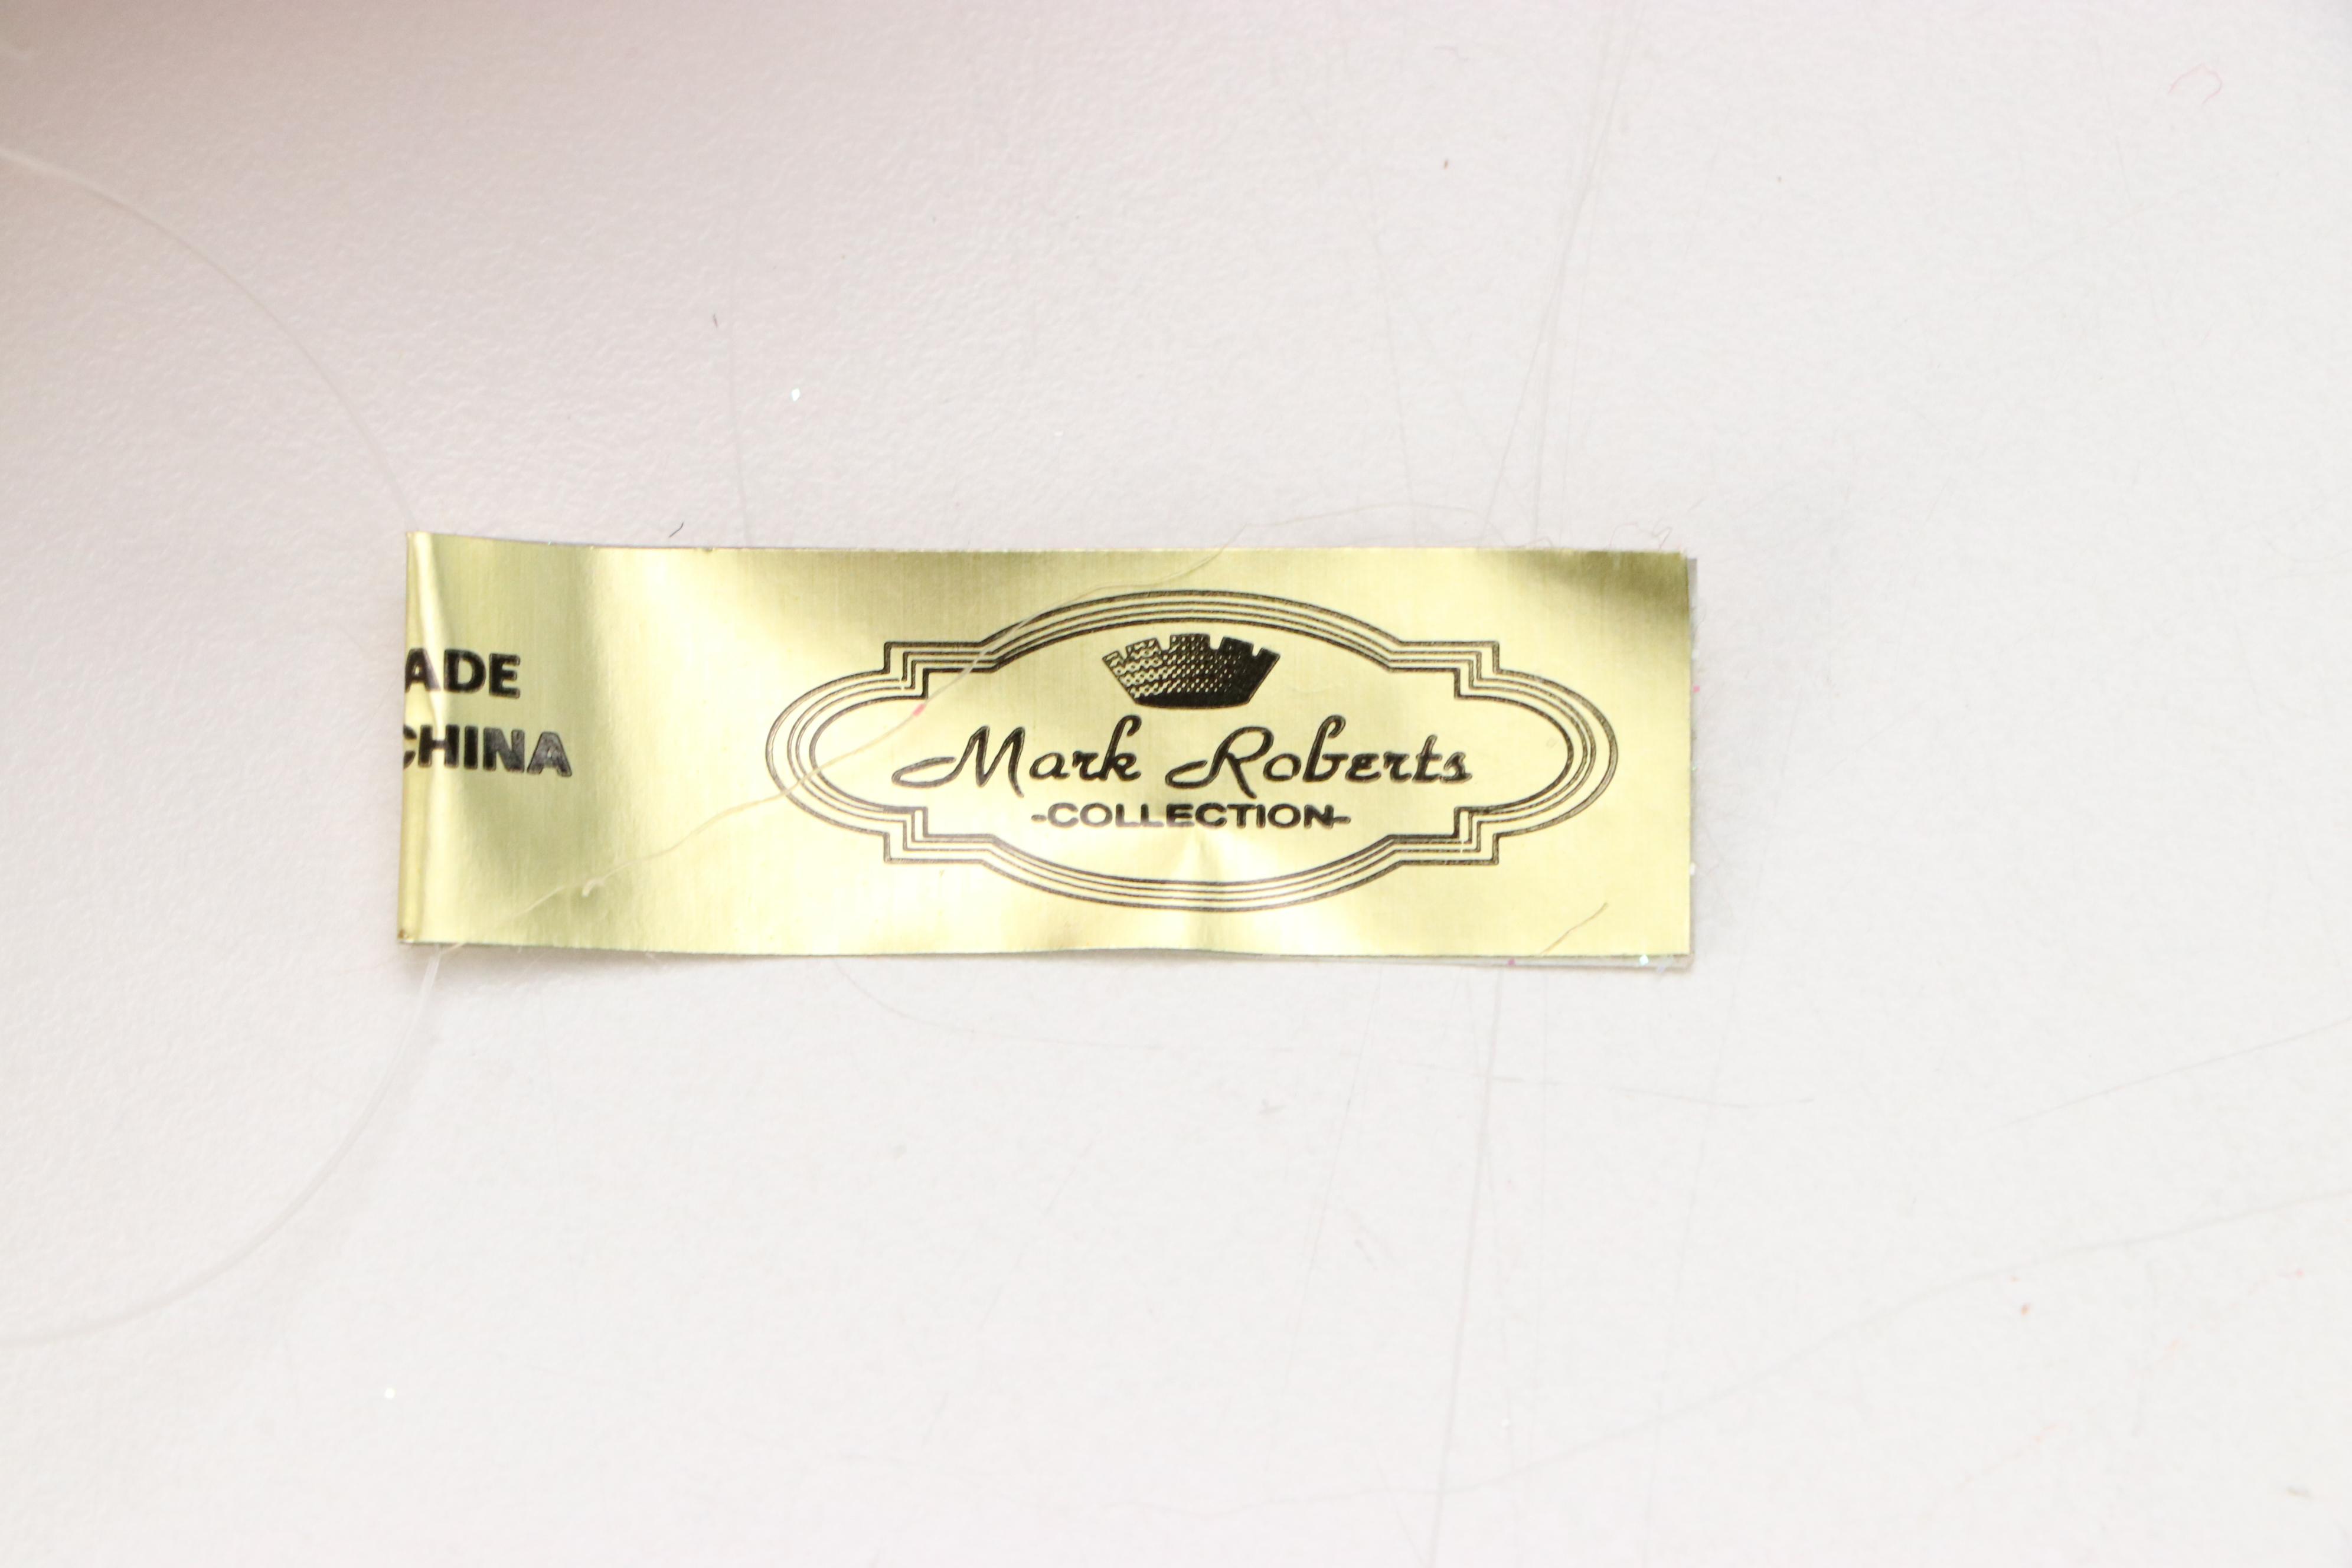 ADE
CHINA
Mark Roberts
-COLLECTION-